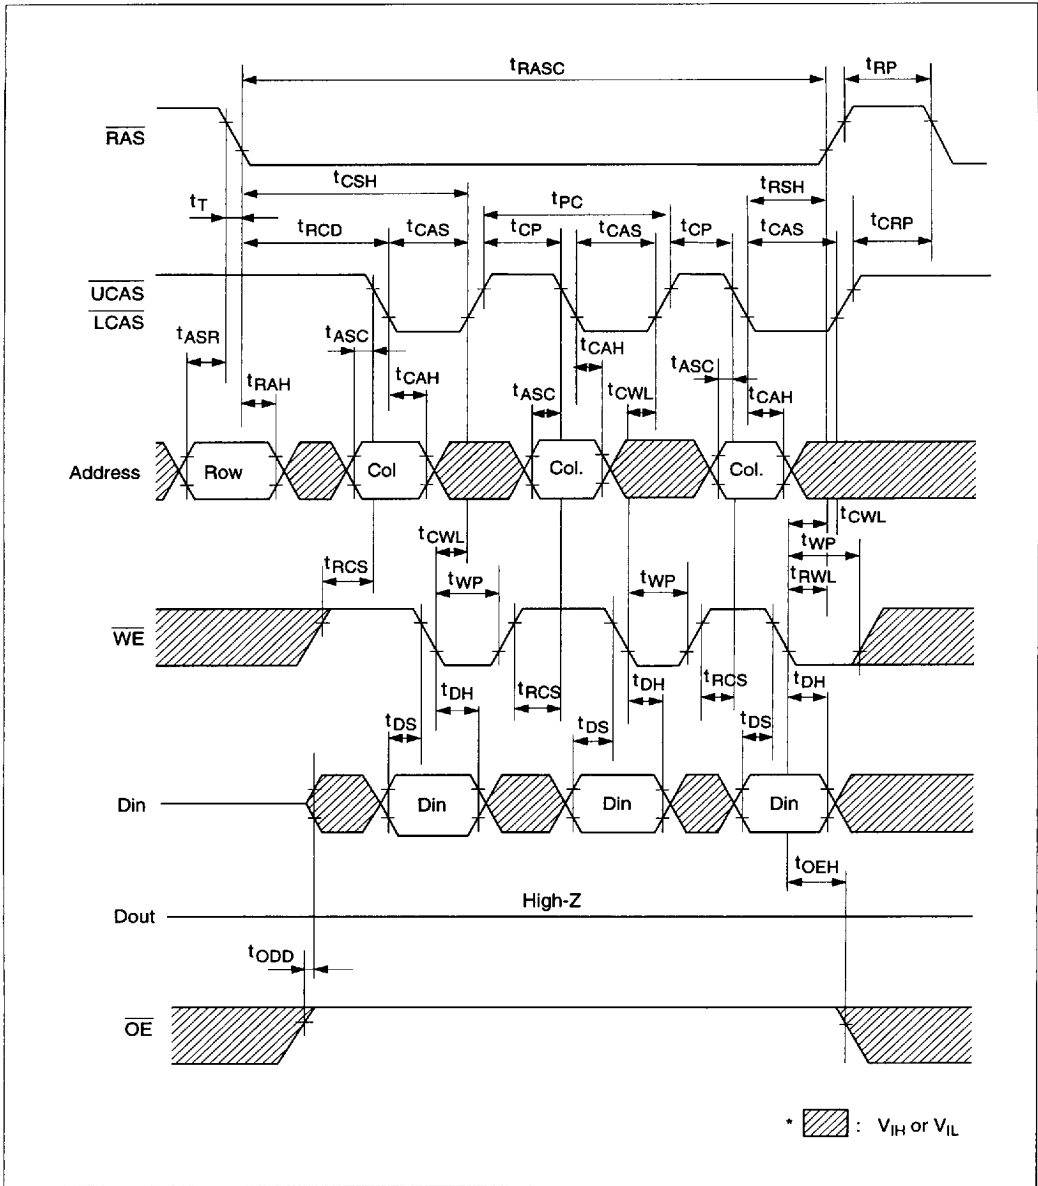 tRASC tRP
RAS
tCSH tRSH
tT tPC
tRCD tCAS tCP tCAS tCP tCAS tCRP
UCAS
LCAS
tASR tASC tCAH tASC
tRAH tCAH tASC tCWL tCAH
Address Row Col Col. Col.
tCWL tCWL
tRCS tWP tWP tWP
tRWL
WE
tDH tRCS tDH tRCS tDH
tDS tDS tDS
Din Din Din Din
tOEH
High-Z
Dout
tODD
OE
* : VIH or VIL